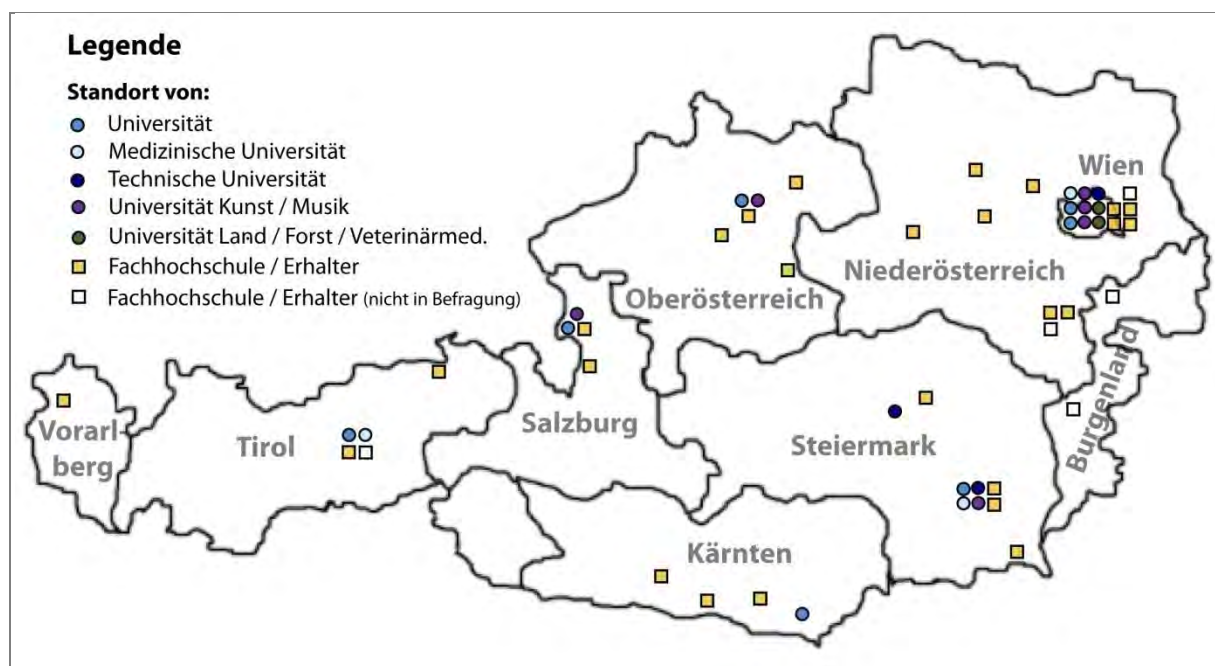 Legende
Standort von:
Universität
Medizinische Universität
Technische Universität
Universität Kunst / Musik
Universität Land / Forst / Veterinärmed.
Fachhochschule / Erhalter
Fachhochschule / Erhalter (nicht in Befragung)
Wien
Niederösterreich
Oberösterreich
Burgenland
Salzburg
Steiermark
Tirol
Vorarl-
berg
Kärnten